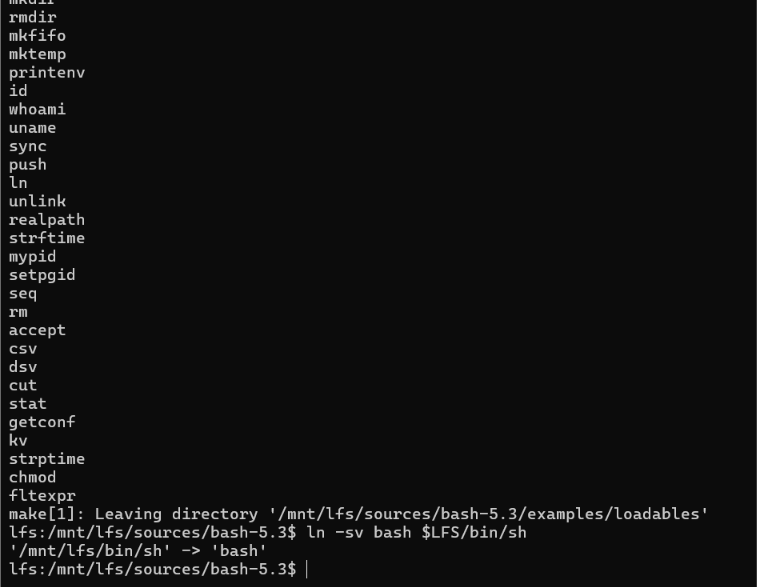 mkdir
rmdir
mkfifo
mktemp
printenv
id
whoami
uname
sync
push
ln
unlink
realpath
strftime
mypid
setpgid
seq
rm
accept
csv
dsv
cut
stat
getconf
kv
strptime
chmod
fltexpr
make[1]: Leaving directory '/mnt/lfs/sources/bash-5.3/examples/loadables'
lfs:/mnt/lfs/sources/bash-5.3$ ln -sv bash $LFS/bin/sh
'/mnt/lfs/bin/sh' -> 'bash'
lfs:/mnt/lfs/sources/bash-5.3$